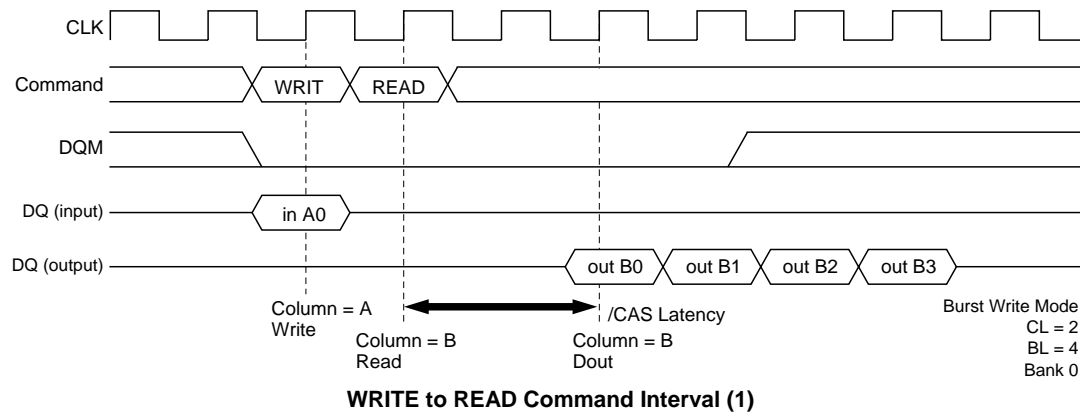 CLK
Command
WRIT
READ
DQM
DQ (input)
in A0
DQ (output)
out B0
out B1
out B2
out B3
Column = A
Write
/CAS Latency
Column = B
Read
Column = B
Dout
Burst Write Mode
CL = 2
BL = 4
Bank 0
WRITE to READ Command Interval (1)